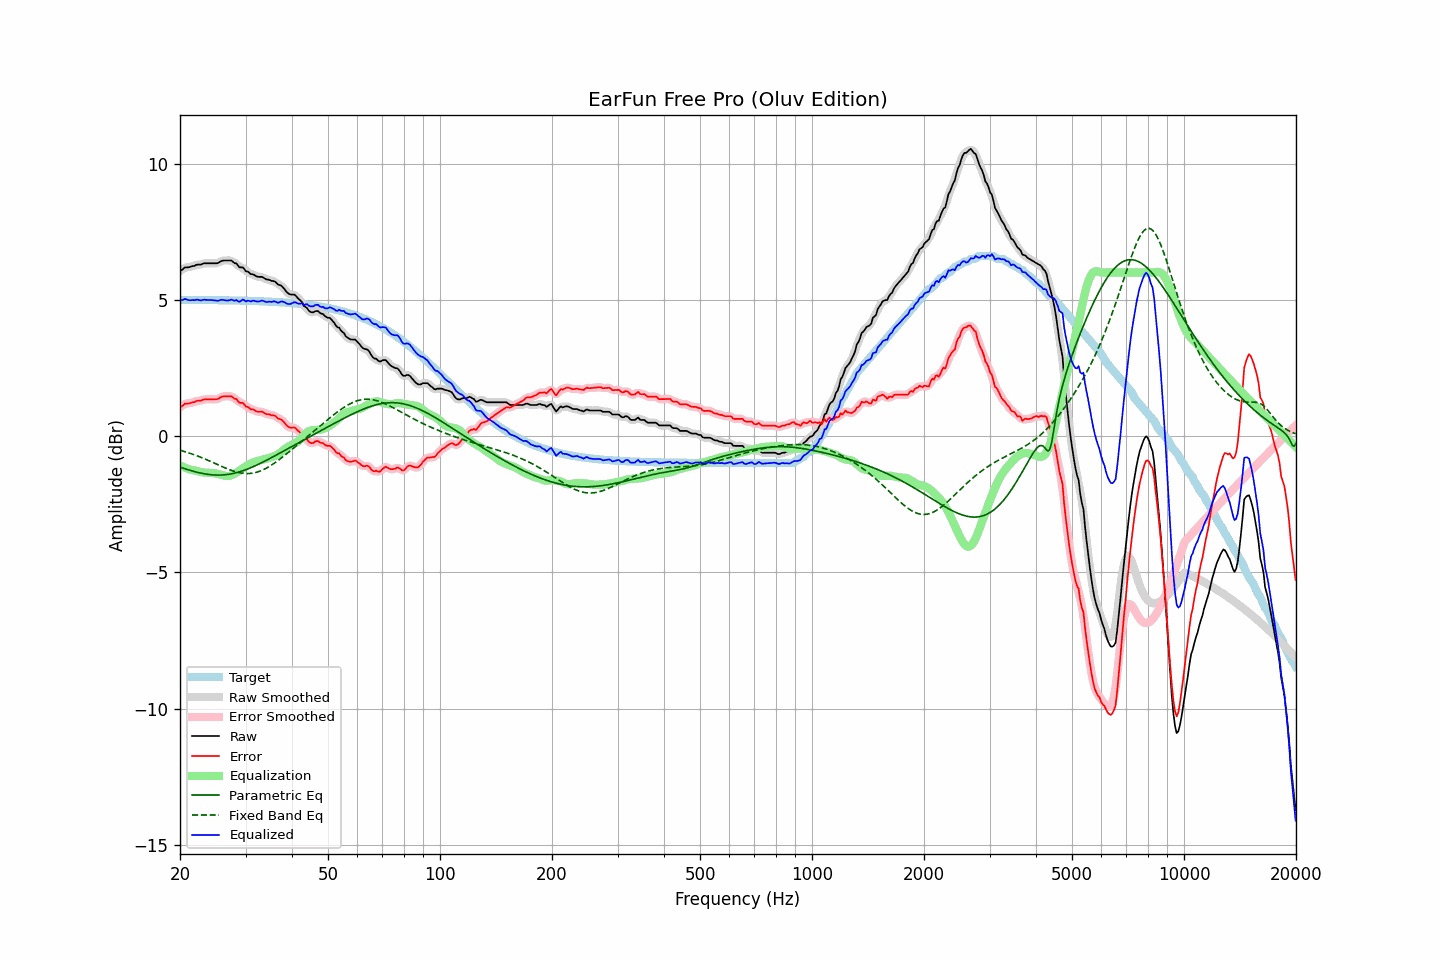 EarFun Free Pro (Oluv Edition)
Amplitude (dBr)
10
5
0
−5
−10
−15
Target
Raw Smoothed
Error Smoothed
Raw
Error
Equalization
Parametric Eq
Fixed Band Eq
Equalized
20 50 100 200 500 1000 2000 5000 10000 20000
Frequency (Hz)